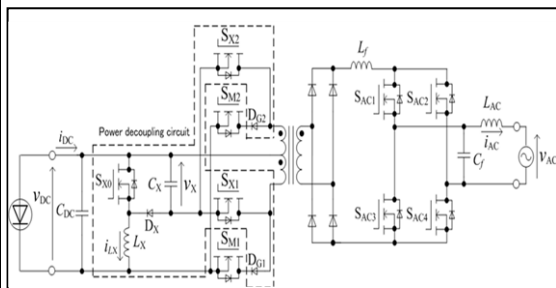 S_X2
L_f
S_M2
S_AC1
S_AC2
L_AC
D_G2
Power decoupling circuit
i_DC
i_AC
S_X0
C_X
v_X
S_X1
C_f
v_AC
v_DC
C_DC
D_X
S_AC3
S_AC4
i_LX
L_X
S_M1
D_G1